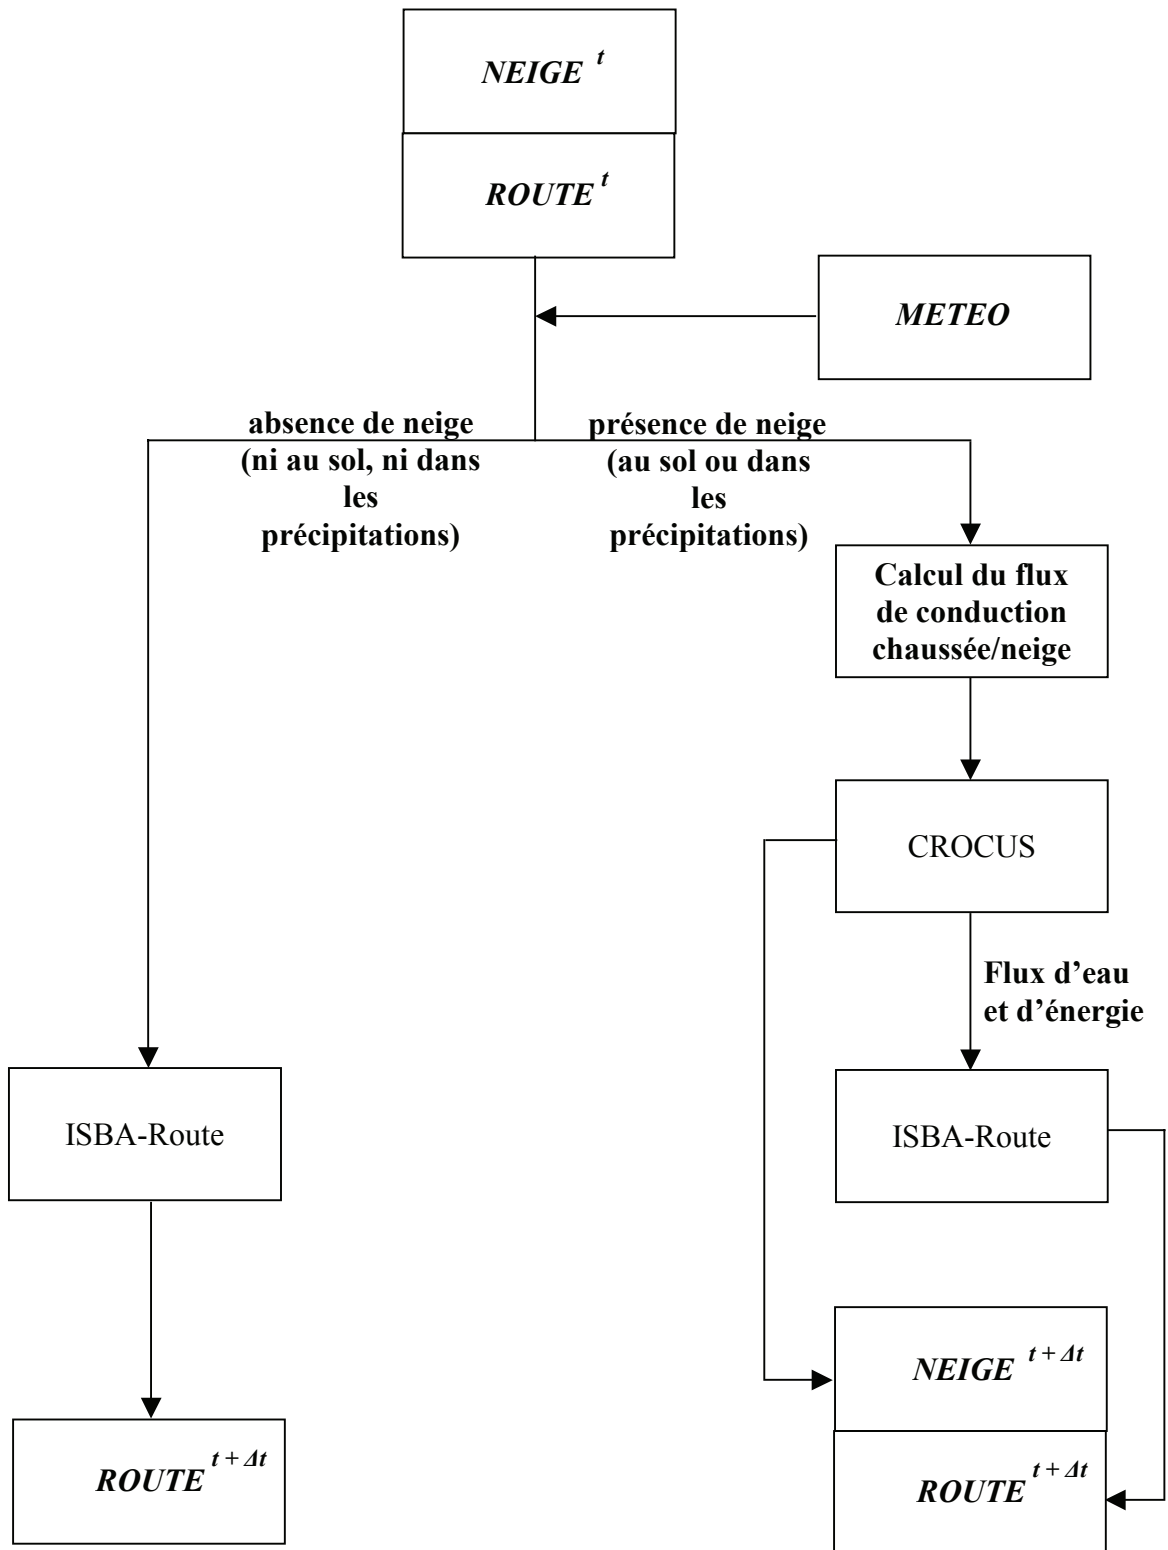 NEIGE t
ROUTE t
METEO
absence de neige
(ni au sol, ni dans
les
précipitations)
présence de neige
(au sol ou dans
les
précipitations)
Calcul du flux
de conduction
chaussée/neige
CROCUS
Flux d’eau
et d’énergie
ISBA-Route
ISBA-Route
NEIGE t + Δt
ROUTE t + Δt
ROUTE t + Δt